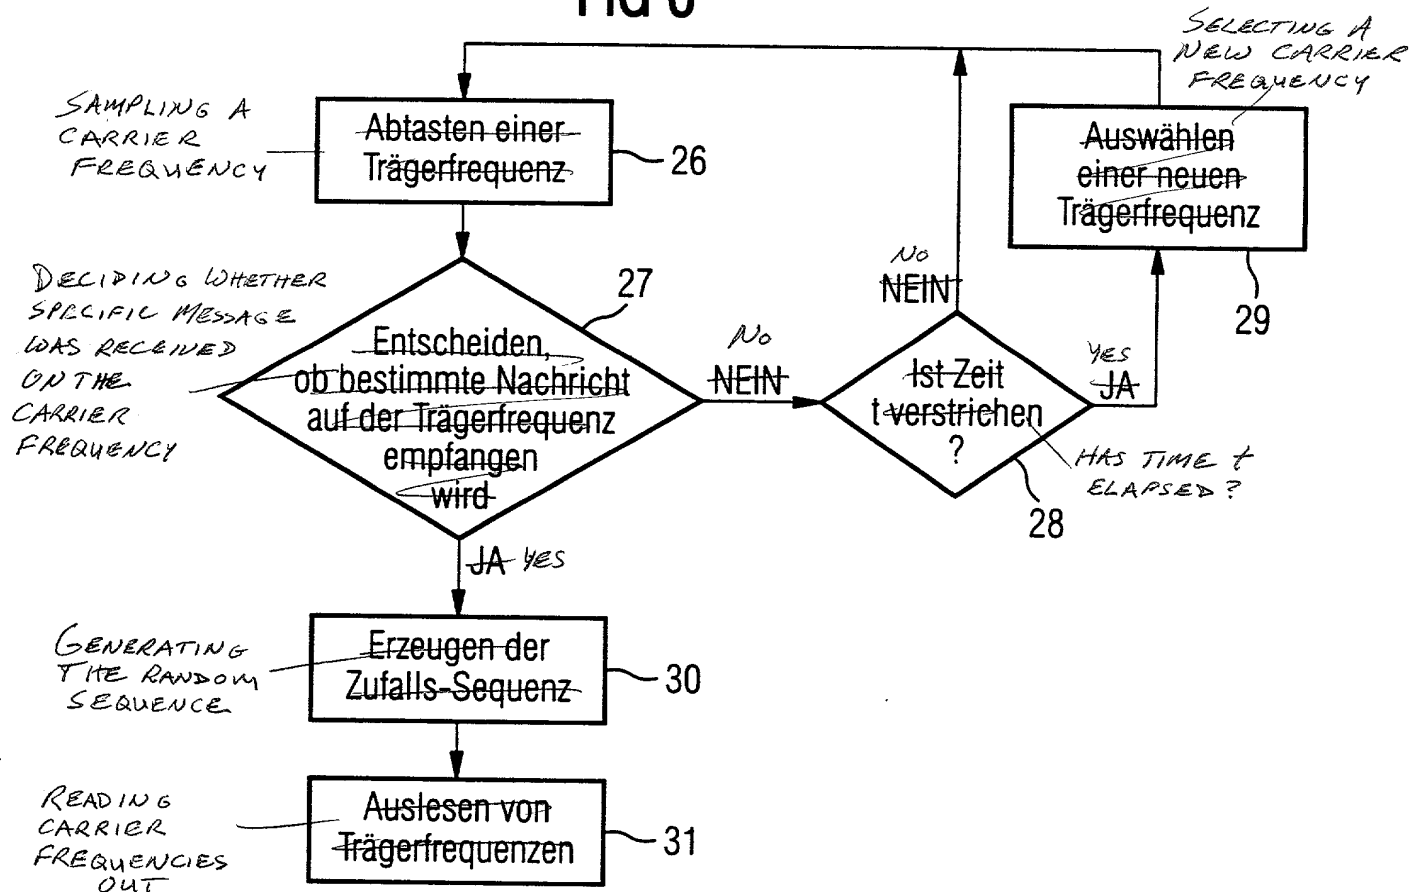 SELECTING A
NEW CARRIER
FREQUENCY
SAMPLING A
CARRIER
FREQUENCY
Abtasten einer
Trägerfrequenz
26
Auswählen
einer neuen
Trägerfrequenz
29
DECIDING WHETHER
SPECIFIC MESSAGE
WAS RECEIVED
ON THE
CARRIER
FREQUENCY
27
Entscheiden,
ob bestimmte Nachricht
auf der Trägerfrequenz
empfangen
wird
NO
NEIN
NO
NEIN
Ist Zeit
t verstrichen
?
YES
JA
HAS TIME t
ELAPSED?
28
JA YES
GENERATING
THE RANDOM
SEQUENCE
Erzeugen der
Zufalls-Sequenz
30
READING
CARRIER
FREQUENCIES
OUT
Auslesen von
Trägerfrequenzen
31